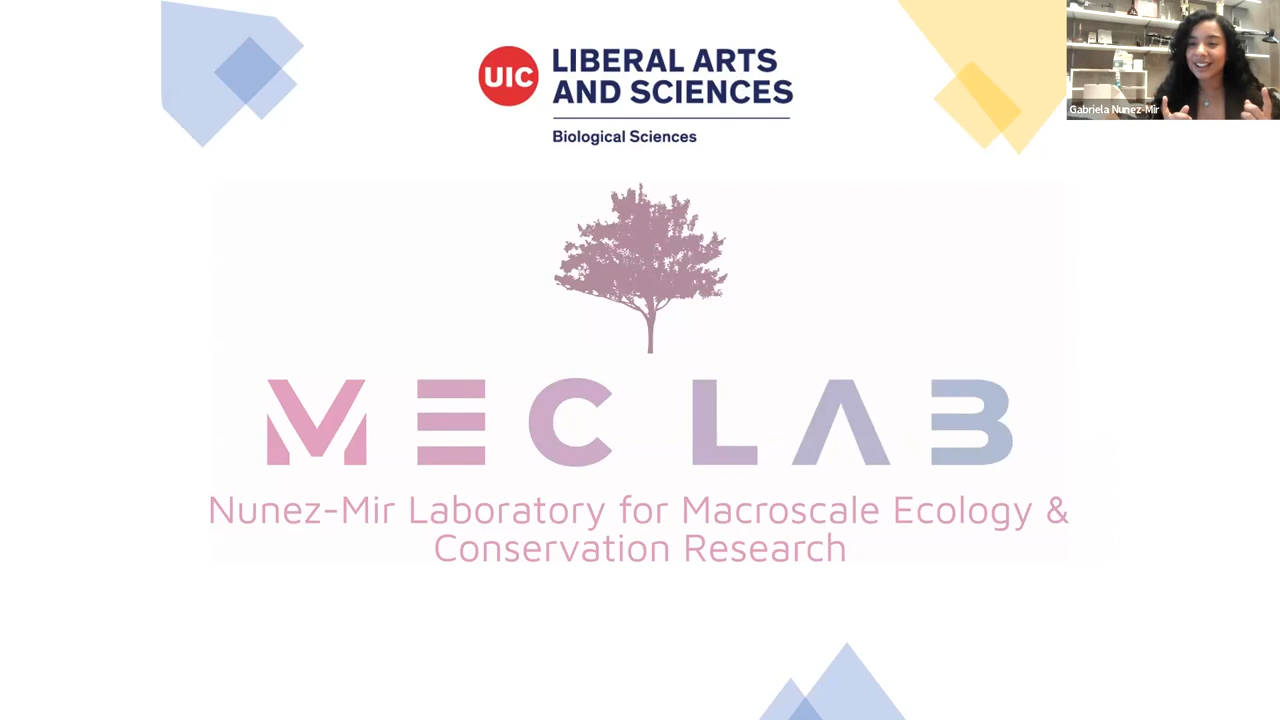 UIC
LIBERAL ARTS
AND SCIENCES
Biological Sciences
Gabriela Nunez-Mir
MEC LAB
Nunez-Mir Laboratory for Macroscale Ecology &
Conservation Research